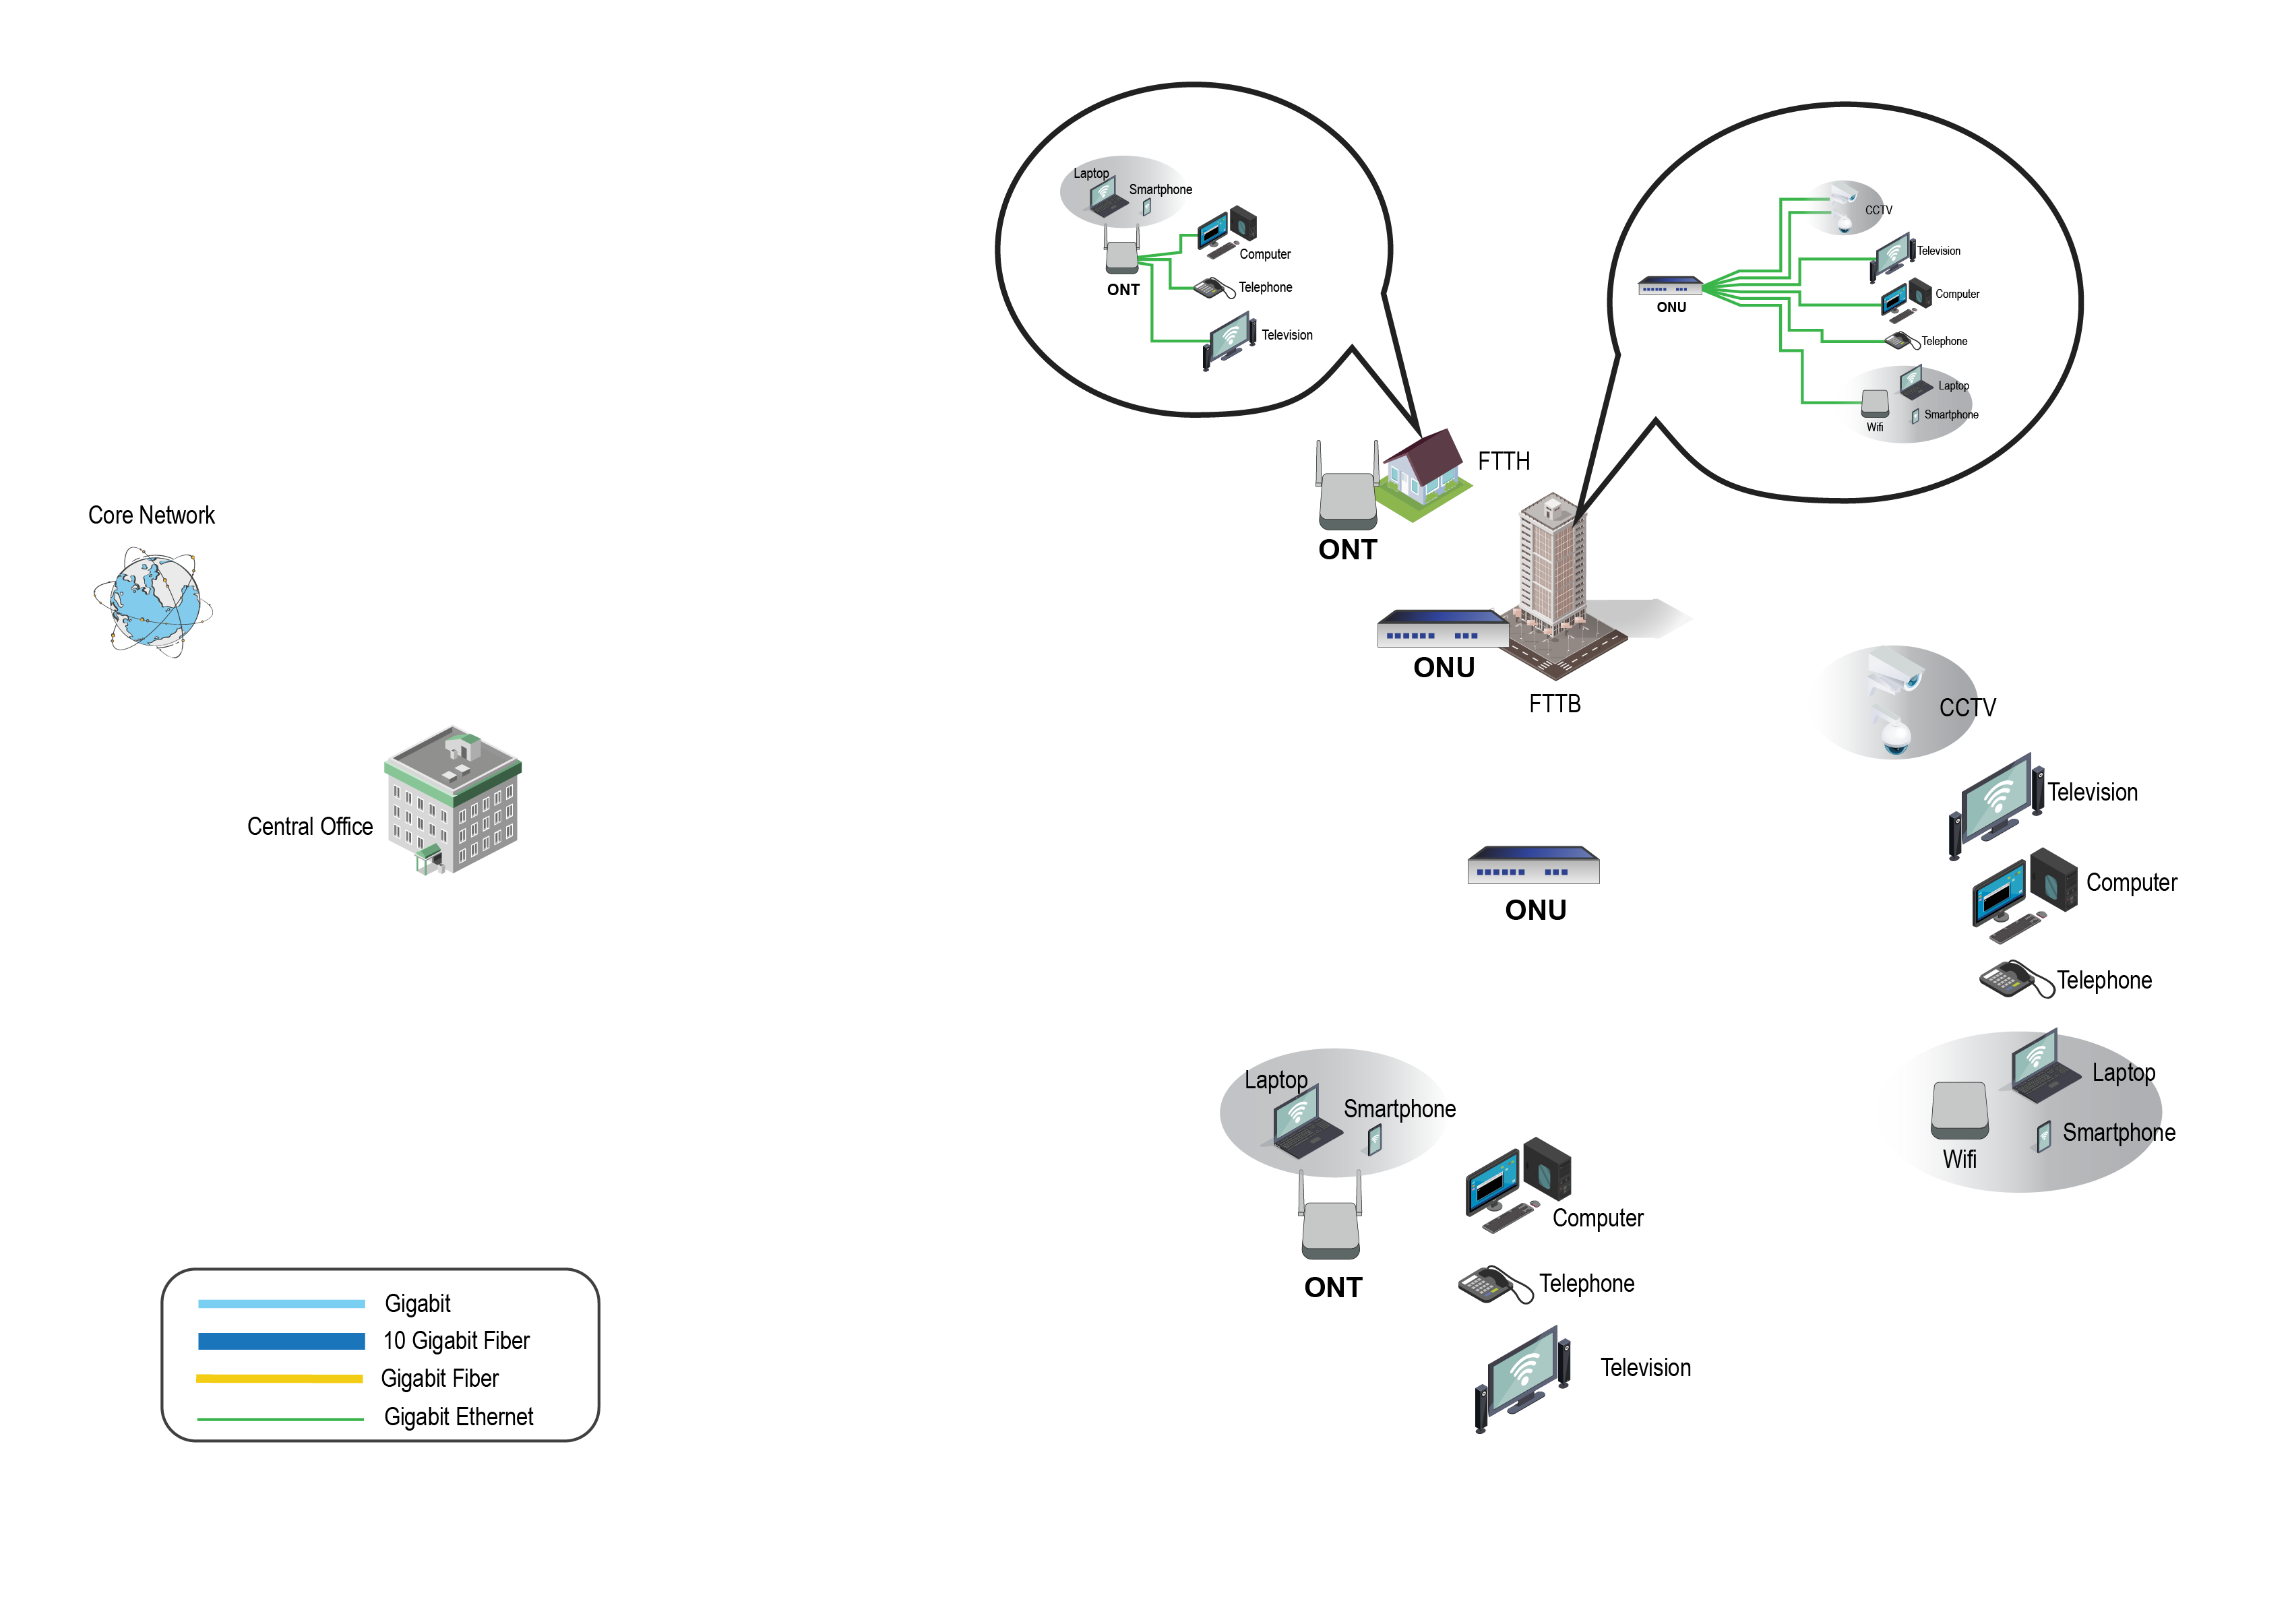 Laptop
Smartphone
Computer
ONT
Telephone
Television
CCTV
Television
Computer
ONU
Telephone
Laptop
Smartphone
Wifi
FTTH
ONT
Core Network
ONU
FTTB
CCTV
Television
Central Office
Computer
ONU
Telephone
Laptop
Smartphone
Wifi
Laptop
Smartphone
Computer
ONT
Telephone
Television
Gigabit
10 Gigabit Fiber
Gigabit Fiber
Gigabit Ethernet